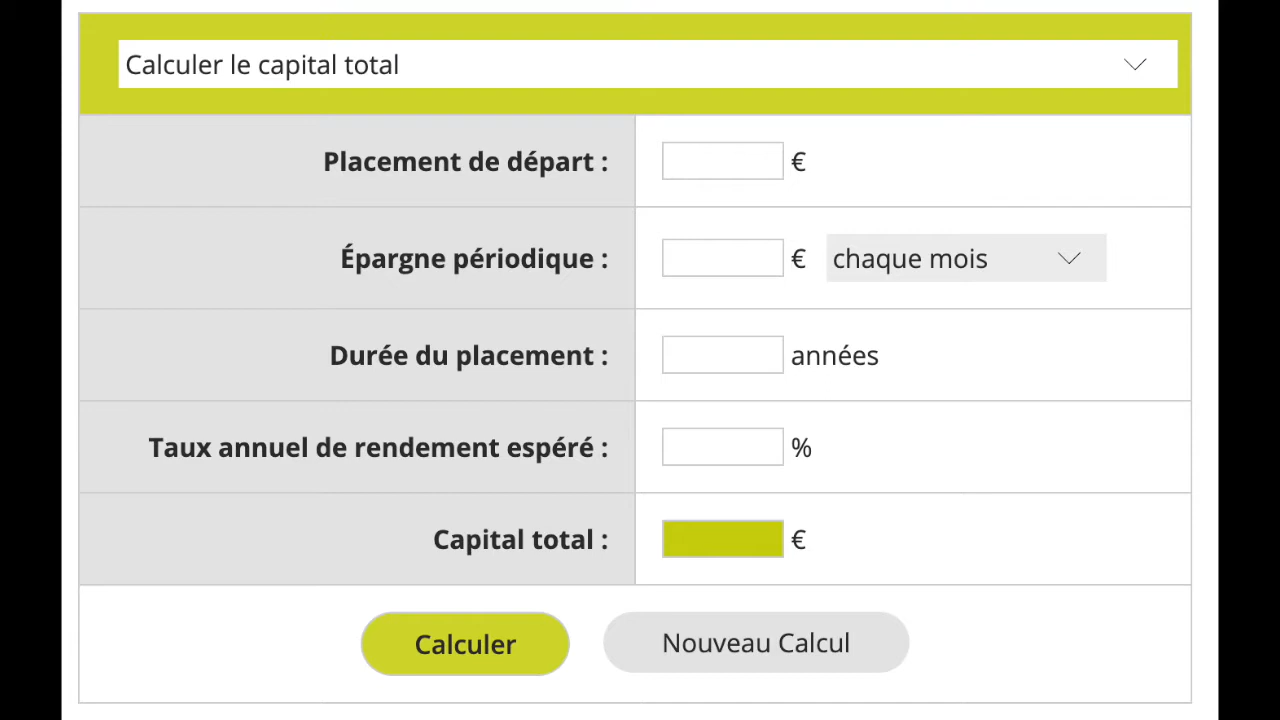 Calculer le capital total
Placement de départ : €
Épargne périodique : € chaque mois
Durée du placement : années
Taux annuel de rendement espéré : %
Capital total : €
Calculer Nouveau Calcul